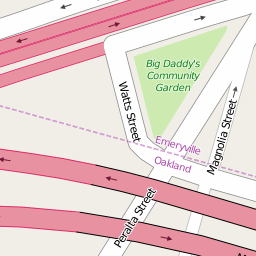 Big Daddy's
Community
Garden
Watts Street
Magnolia Street
Emeryville
Oakland
Peralta Street